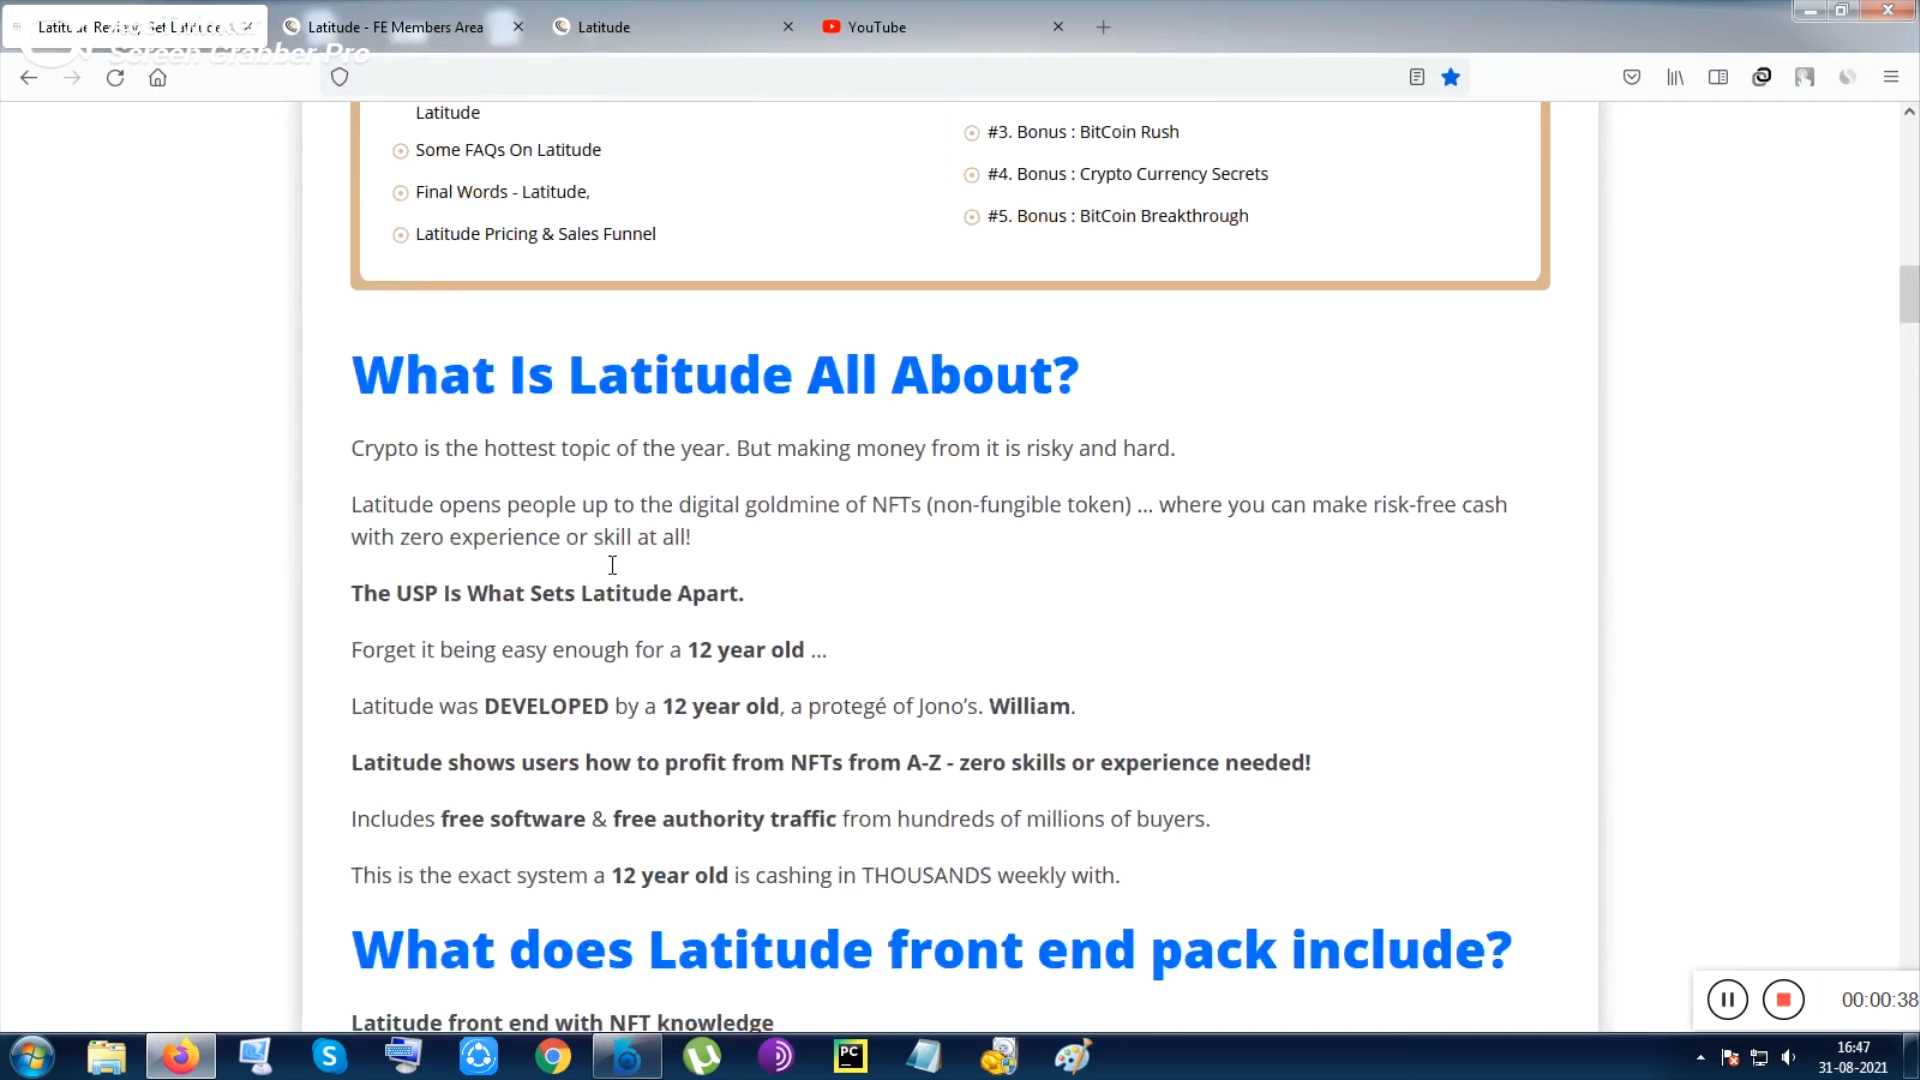 Latitude - FE Members Area
Latitude
YouTube
Screen Grabber Pro
Latitude
Some FAQs On Latitude
Final Words - Latitude,
Latitude Pricing & Sales Funnel
#3. Bonus : BitCoin Rush
#4. Bonus : Crypto Currency Secrets
#5. Bonus : BitCoin Breakthrough
What Is Latitude All About?
Crypto is the hottest topic of the year. But making money from it is risky and hard.
Latitude opens people up to the digital goldmine of NFTs (non-fungible token) ... where you can make risk-free cash
with zero experience or skill at all!
The USP Is What Sets Latitude Apart.
Forget it being easy enough for a 12 year old ...
Latitude was DEVELOPED by a 12 year old, a protegé of Jono’s. William.
Latitude shows users how to profit from NFTs from A-Z - zero skills or experience needed!
Includes free software & free authority traffic from hundreds of millions of buyers.
This is the exact system a 12 year old is cashing in THOUSANDS weekly with.
What does Latitude front end pack include?
Latitude front end with NFT knowledge
00:00:38
PC
16:47
31-08-2021